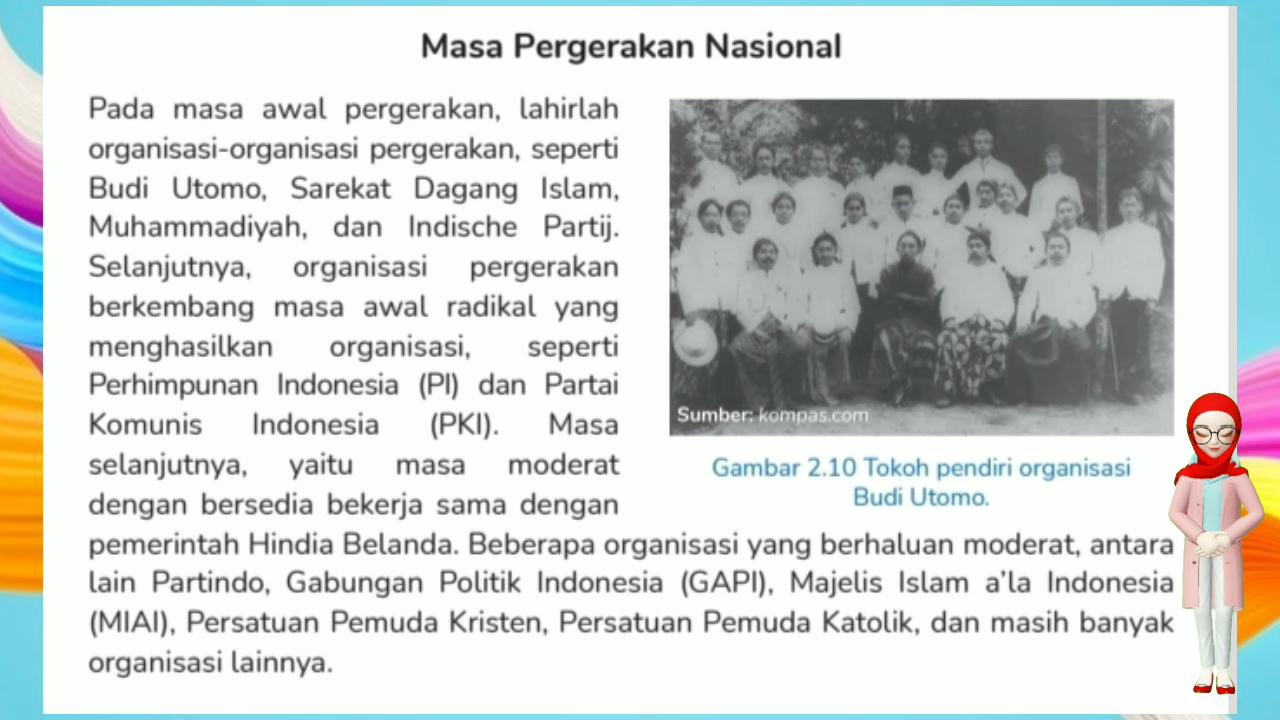 Masa Pergerakan Nasional
Pada masa awal pergerakan, lahirlah
organisasi-organisasi pergerakan, seperti
Budi Utomo, Sarekat Dagang Islam,
Muhammadiyah, dan Indische Partij.
Selanjutnya, organisasi pergerakan
berkembang masa awal radikal yang
menghasilkan organisasi, seperti
Perhimpunan Indonesia (PI) dan Partai
Komunis Indonesia (PKI). Masa
selanjutnya, yaitu masa moderat
dengan bersedia bekerja sama dengan
pemerintah Hindia Belanda. Beberapa organisasi yang berhaluan moderat, antara
lain Partindo, Gabungan Politik Indonesia (GAPI), Majelis Islam a’la Indonesia
(MIAI), Persatuan Pemuda Kristen, Persatuan Pemuda Katolik, dan masih banyak
organisasi lainnya.
Sumber: kompas.com
Gambar 2.10 Tokoh pendiri organisasi
Budi Utomo.